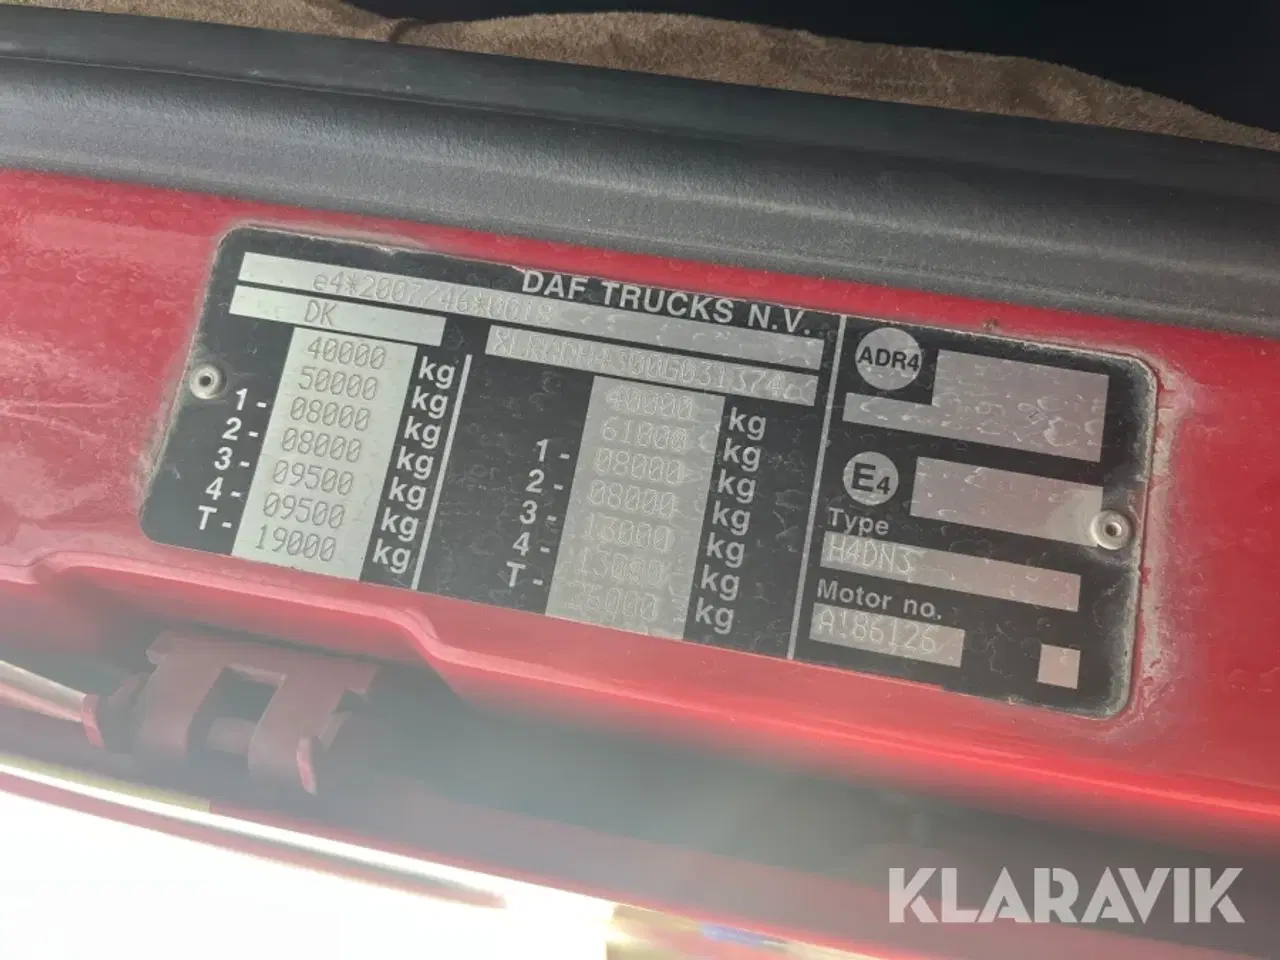 DAF TRUCKS N.V.
e4*2007/46*0618
DK
40000 kg
50000 kg
1- 08000 kg
2- 08000 kg
3- 09500 kg
4- 09500 kg
T- 19000 kg
40000 kg
61000 kg
1- 08000 kg
2- 08000 kg
3- 13000 kg
4- 13000 kg
T- 26000 kg
ADR4
E4
Type
H4DN3
Motor no.
A!86126
KLARAVIK